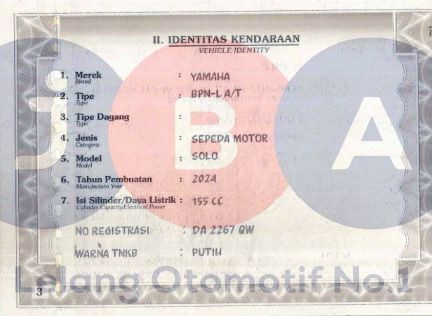 II. IDENTITAS KENDARAAN
VEHICLE IDENTITY
1. Merek : YAMAHA
Brand
2. Tipe : BPN-L A/T
Type
3. Tipe Dagang :
Type
4. Jenis : SEPEDA MOTOR
Category
5. Model : SOLO
Model
6. Tahun Pembuatan : 2024
Manufacture Year
7. Isi Silinder/Daya Listrik : 155 CC
Cylinder Capacity/Electrical Power
NO REGISTRASI : DA 2267 QW
WARNA TNKB : PUTIH
JBA
Lelang Otomotif No.1
3